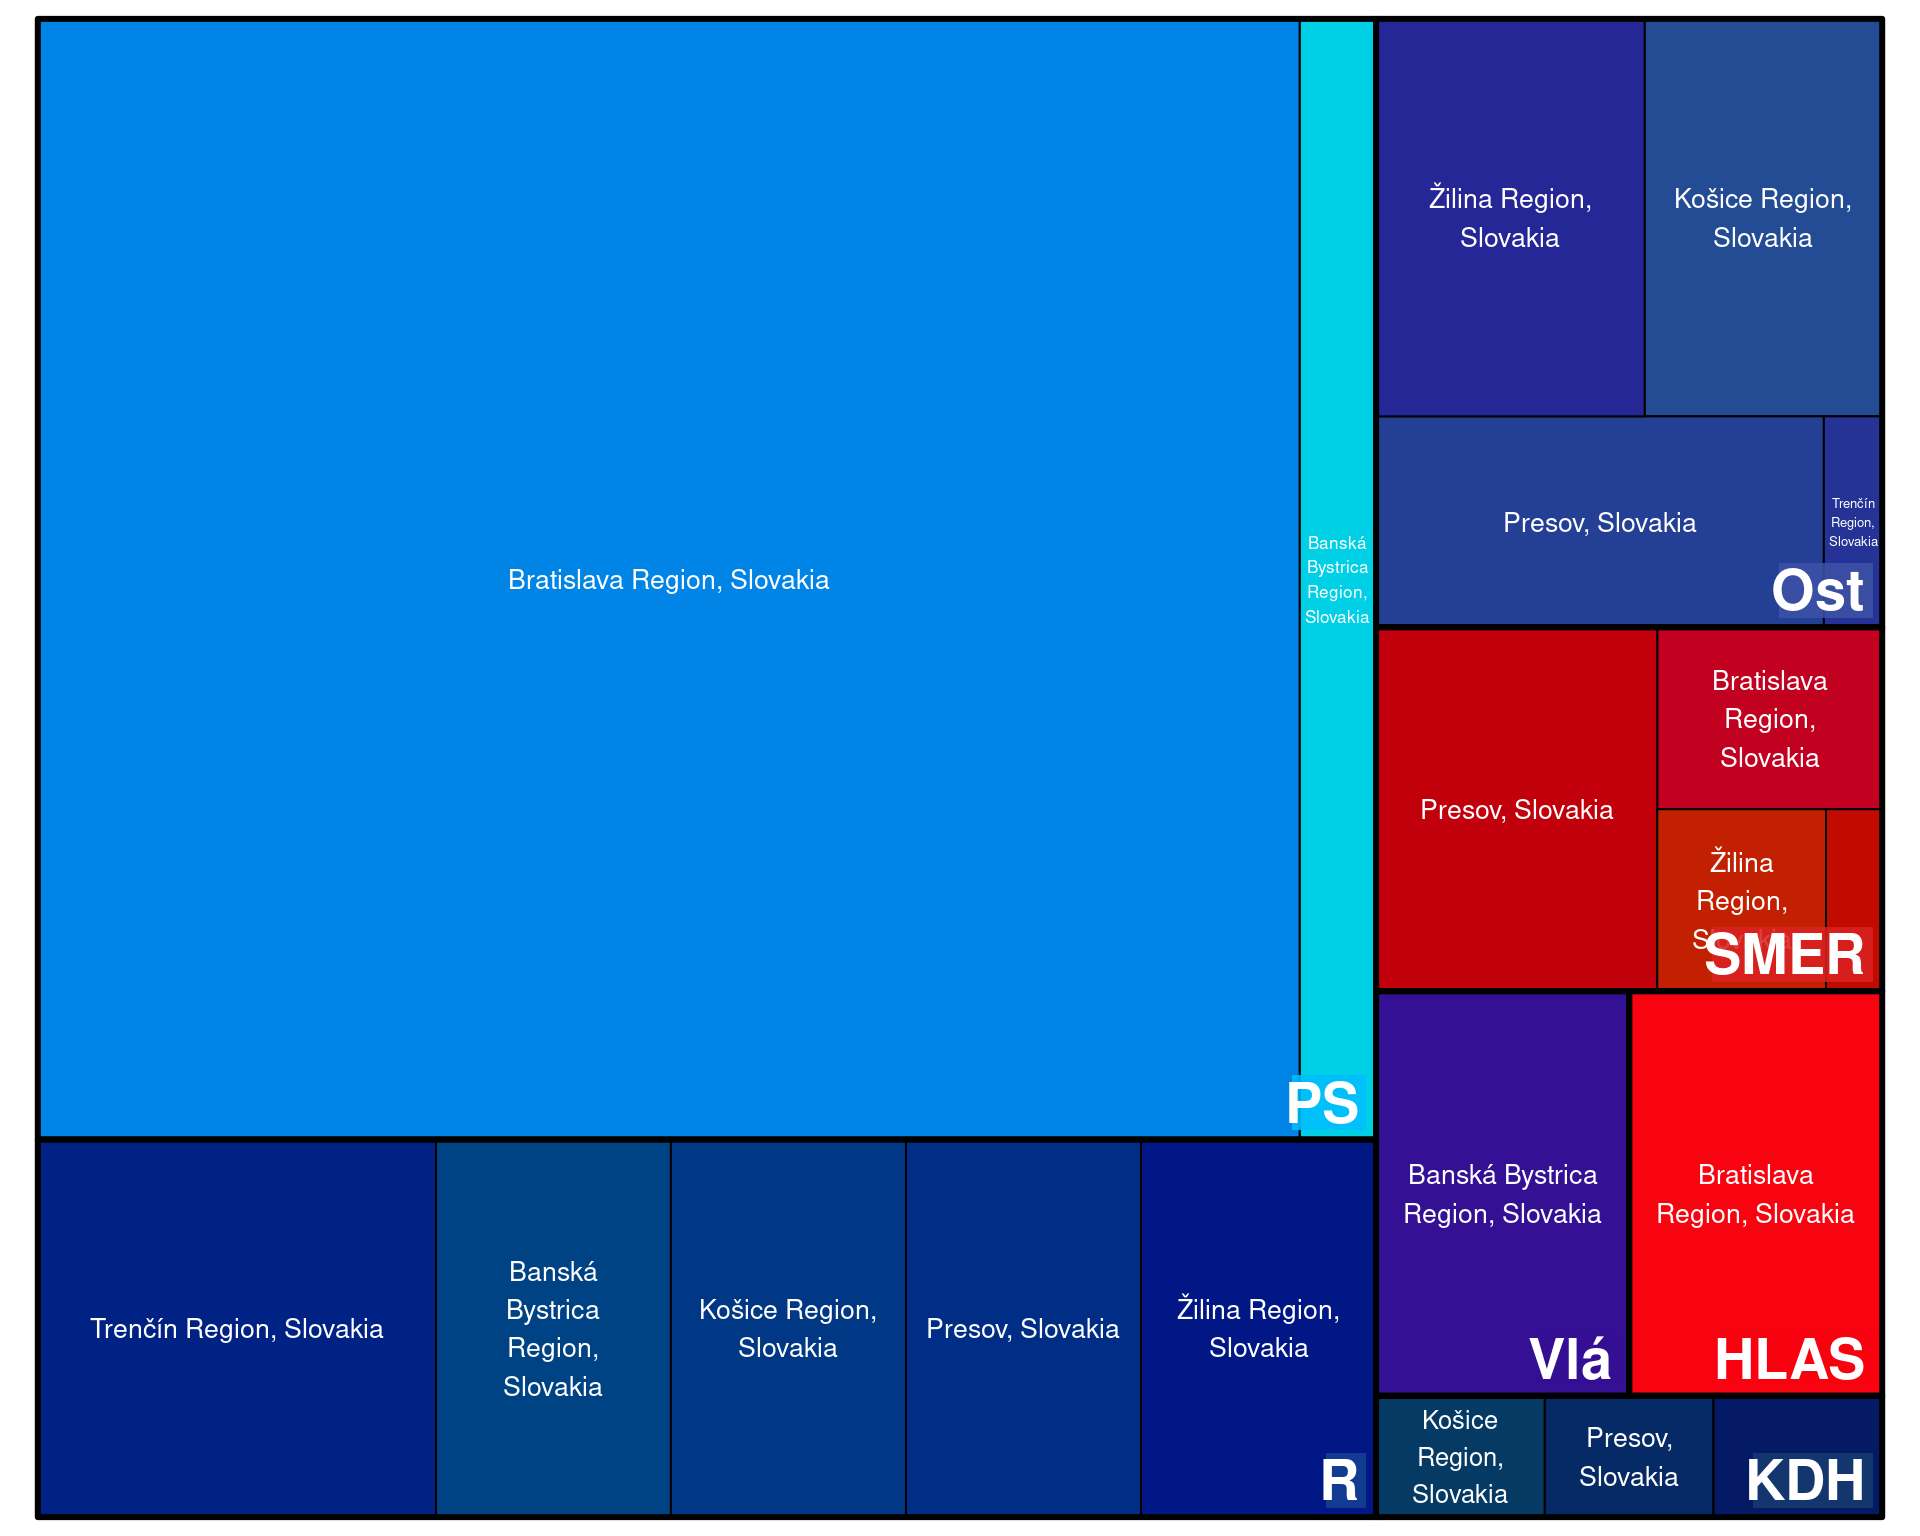 Bratislava Region, Slovakia
Banská
Bystrica
Region,
Slovakia
PS
Trenčín Region, Slovakia
Banská
Bystrica
Region,
Slovakia
Košice Region,
Slovakia
Presov, Slovakia
Žilina Region,
Slovakia
R
Žilina Region,
Slovakia
Košice Region,
Slovakia
Presov, Slovakia
Trenčín
Region,
Slovakia
Ost
Presov, Slovakia
Bratislava
Region,
Slovakia
Žilina
Region,
SMER
Banská Bystrica
Region, Slovakia
Vlá
Bratislava
Region, Slovakia
HLAS
Košice
Region,
Slovakia
Presov,
Slovakia
KDH